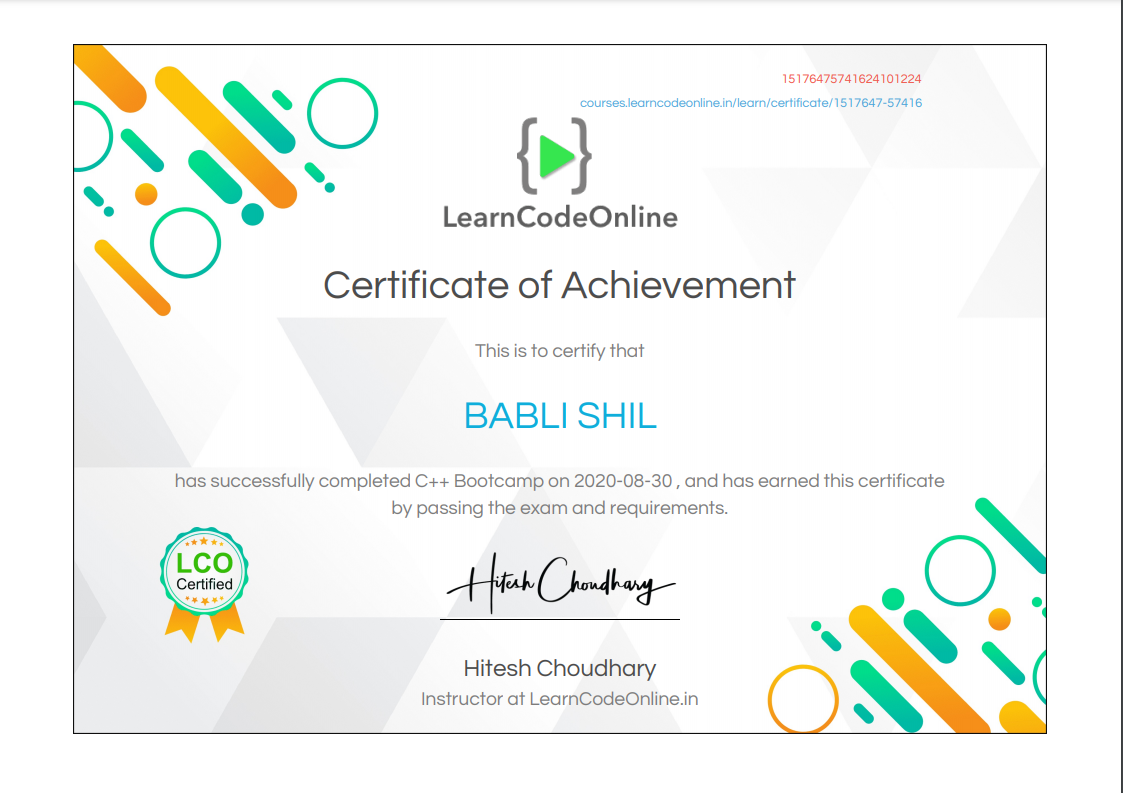 15176475741624101224
courses.learncodeonline.in/learn/certificate/1517647-57416
LearnCodeOnline
Certificate of Achievement
This is to certify that
BABLI SHIL
has successfully completed C++ Bootcamp on 2020-08-30 , and has earned this certificate
by passing the exam and requirements.
LCO
Certified
Hitesh Choudhary
Hitesh Choudhary
Instructor at LearnCodeOnline.in